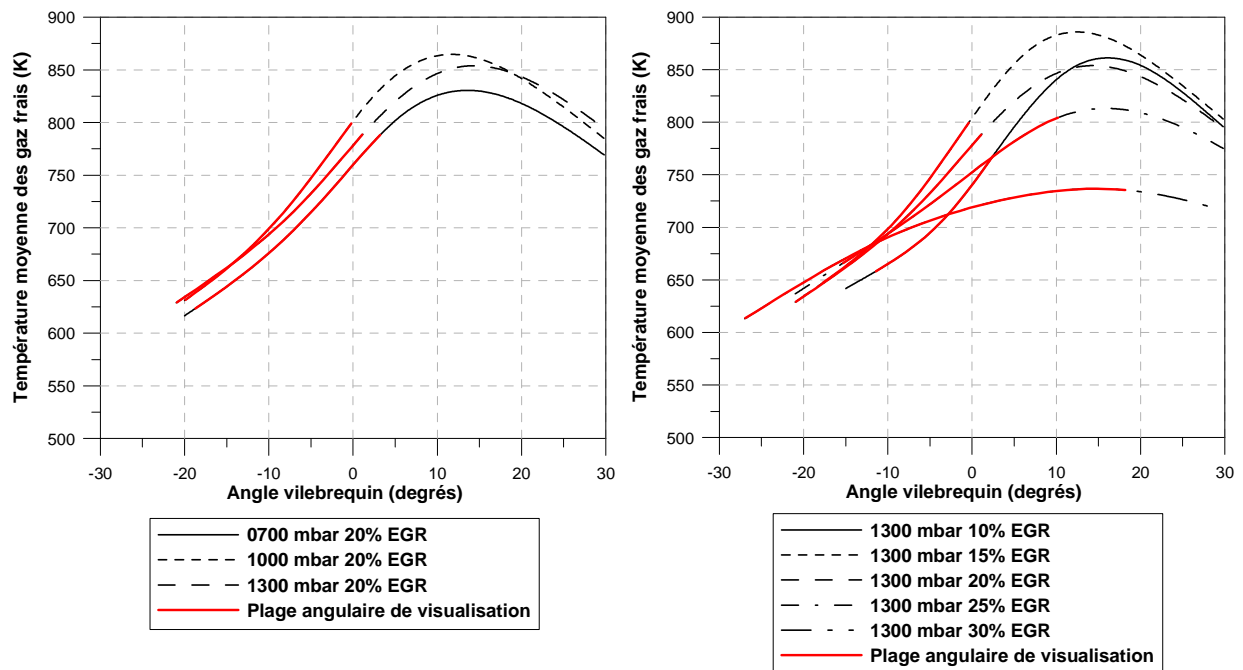 Température moyenne des gaz frais (K)
900
850
800
750
700
650
600
550
500
-30 -20 -10 0 10 20 30
Angle vilebrequin (degrés)
0700 mbar 20% EGR
1000 mbar 20% EGR
1300 mbar 20% EGR
Plage angulaire de visualisation
Température moyenne des gaz frais (K)
900
850
800
750
700
650
600
550
500
-30 -20 -10 0 10 20 30
Angle vilebrequin (degrés)
1300 mbar 10% EGR
1300 mbar 15% EGR
1300 mbar 20% EGR
1300 mbar 25% EGR
1300 mbar 30% EGR
Plage angulaire de visualisation